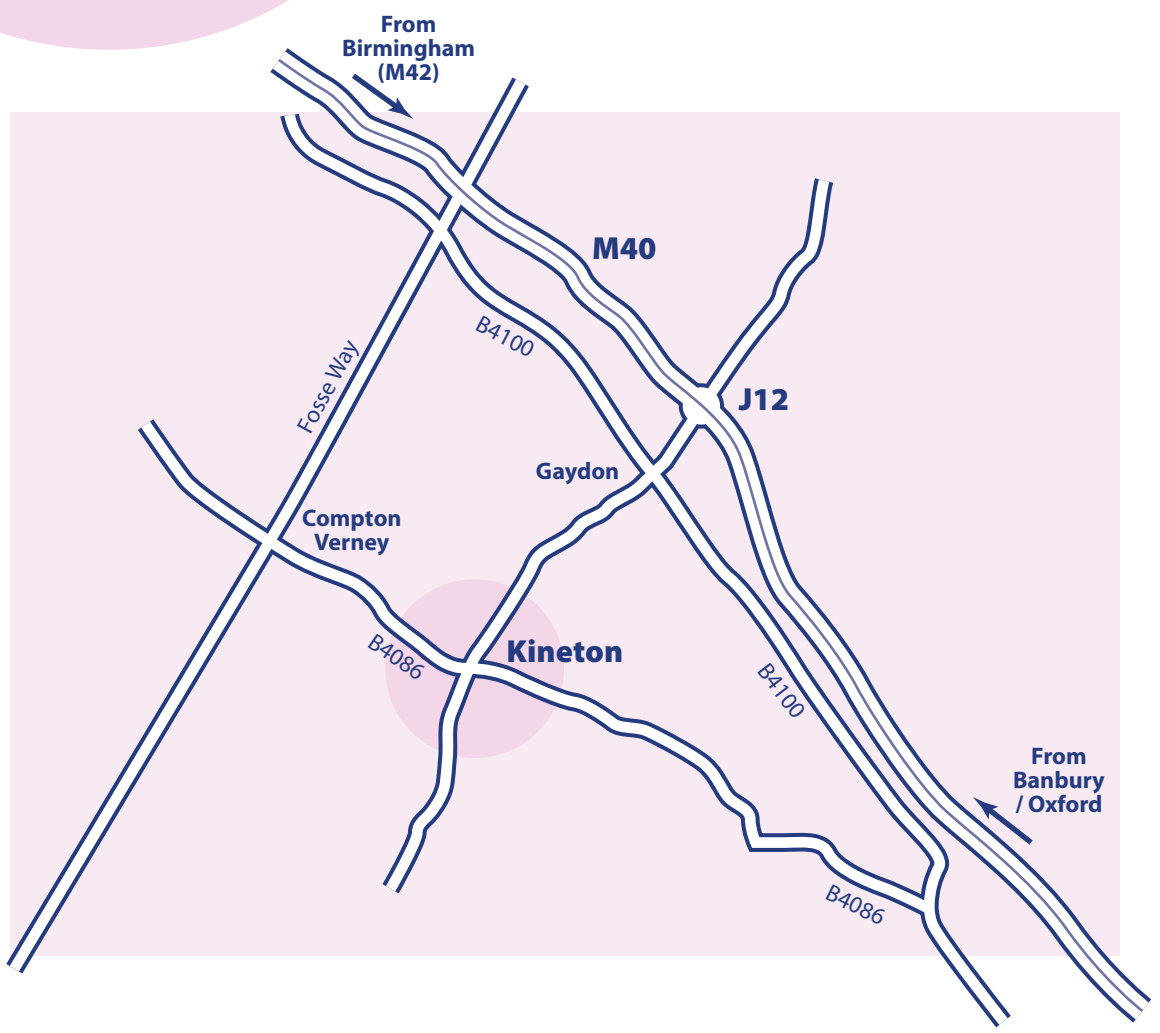 From
Birmingham
(M42)
M40
B4100
Fosse Way
J12
Gaydon
Compton
Verney
Kineton
B4086
B4100
From
Banbury
/ Oxford
B4086